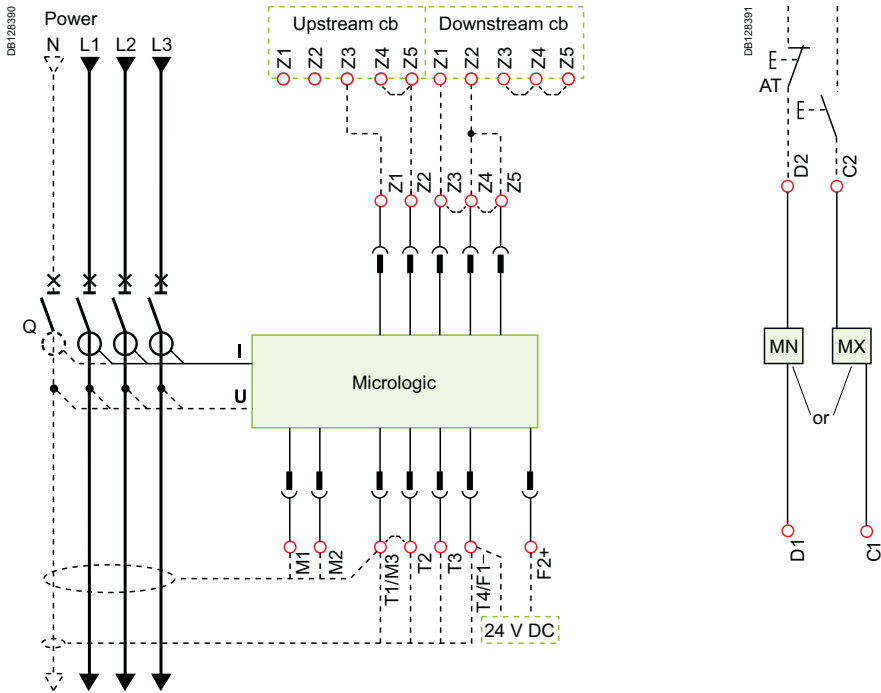 DB128390
Power
N L1 L2 L3
Upstream cb
Downstream cb
Z1 Z2 Z3 Z4 Z5
Z1 Z2 Z3 Z4 Z5
Z1 Z2 Z3 Z4 Z5
Q
I
U
Micrologic
M1 M2 T1/M3 T2 T3 T4/F1– F2+
24 V DC
DB128391
E
AT
E
D2 C2
MN MX
or
D1 C1